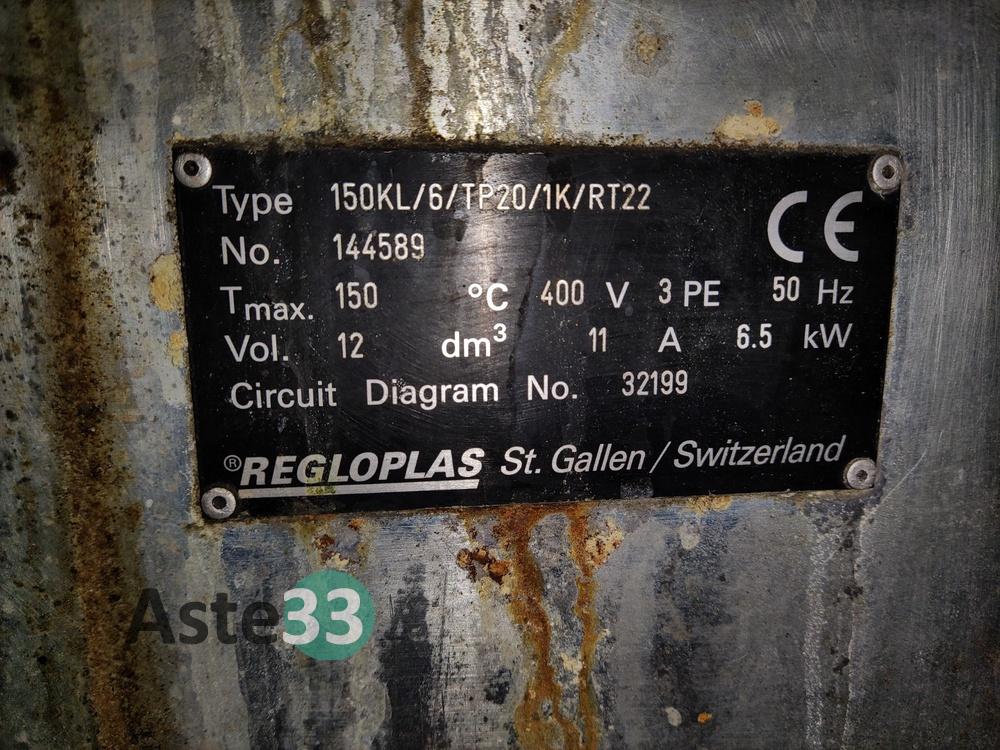 Type 150KL/6/TP20/1K/RT22
CE
No. 144589
Tmax. 150 °C 400 V 3 PE 50 Hz
Vol. 12 dm³ 11 A 6.5 kW
Circuit Diagram No. 32199
®REGLOPLAS St. Gallen / Switzerland
Aste33